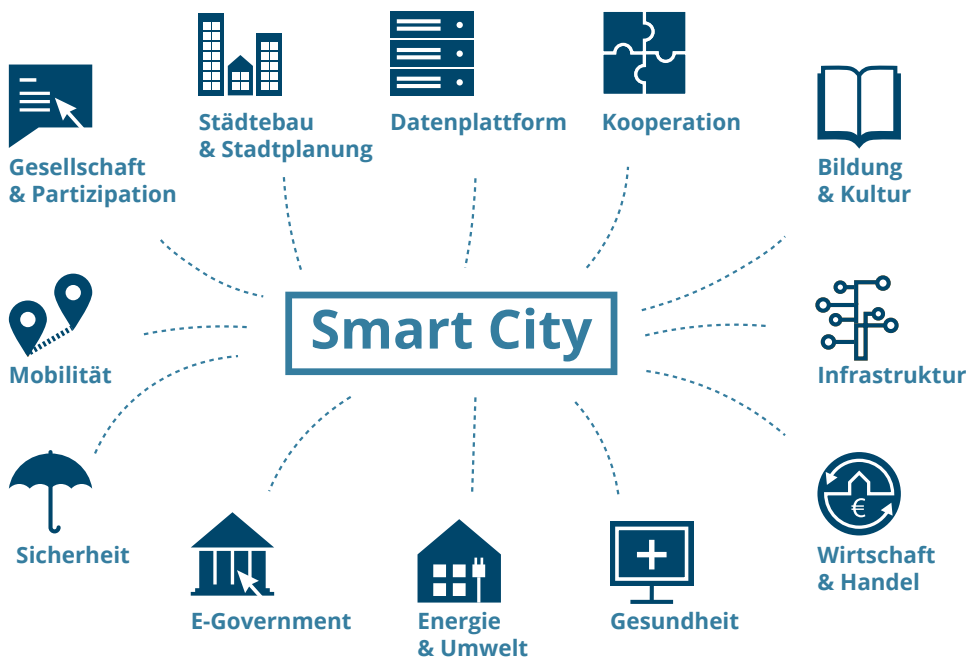 Städtebau
& Stadtplanung
Datenplattform
Kooperation
Gesellschaft
& Partizipation
Bildung
& Kultur
Smart City
Mobilität
Infrastruktur
Sicherheit
€
Wirtschaft
& Handel
E-Government
Energie
& Umwelt
Gesundheit